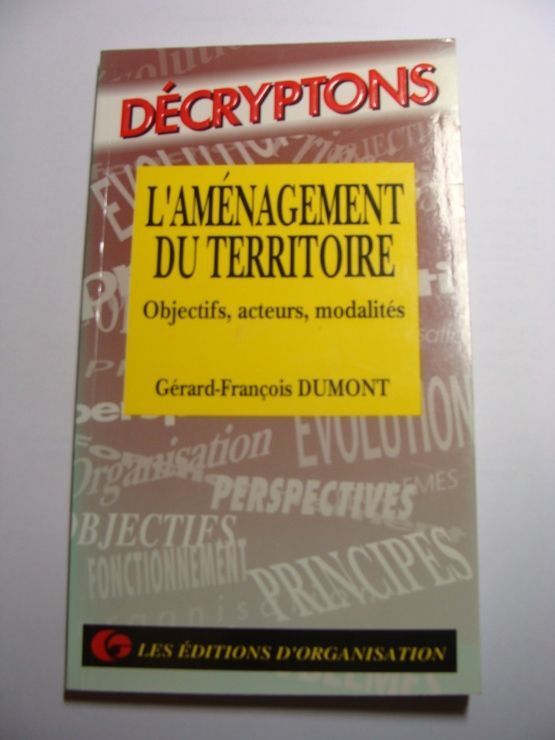 DÉCRYPTONS
L'AMÉNAGEMENT
DU TERRITOIRE
Objectifs, acteurs, modalités
Gérard-François DUMONT
Organisation
EVOLUTION
PERSPECTIVES
OBJECTIFS
FONCTIONNEMENT
PRINCIPES
LES ÉDITIONS D'ORGANISATION